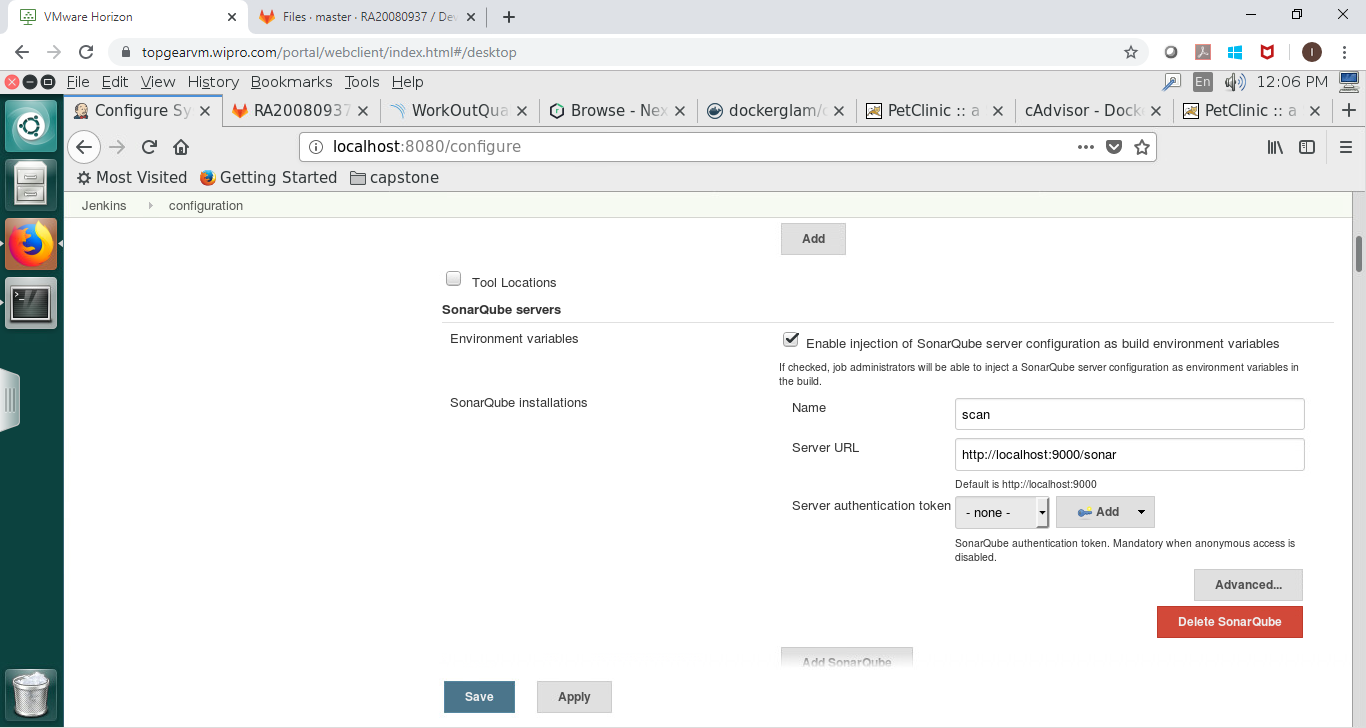 VMware Horizon
Files · master · RA20080937 / De
topgearvm.wipro.com/portal/webclient/index.html#/desktop
I
File Edit View History Bookmarks Tools Help
En
12:06 PM
Configure Sy
RA20080937
WorkOutQua
Browse - Nex
dockerglam/c
PetClinic :: a
cAdvisor - Docke
PetClinic :: a
localhost:8080/configure
Most Visited
Getting Started
capstone
Jenkins
configuration
Add
Tool Locations
SonarQube servers
Environment variables
Enable injection of SonarQube server configuration as build environment variables
If checked, job administrators will be able to inject a SonarQube server configuration as environment variables in
the build.
SonarQube installations
Name
scan
Server URL
http://localhost:9000/sonar
Default is http://localhost:9000
Server authentication token
- none -
Add
SonarQube authentication token. Mandatory when anonymous access is
disabled.
Advanced...
Delete SonarQube
Add SonarQube
Save
Apply